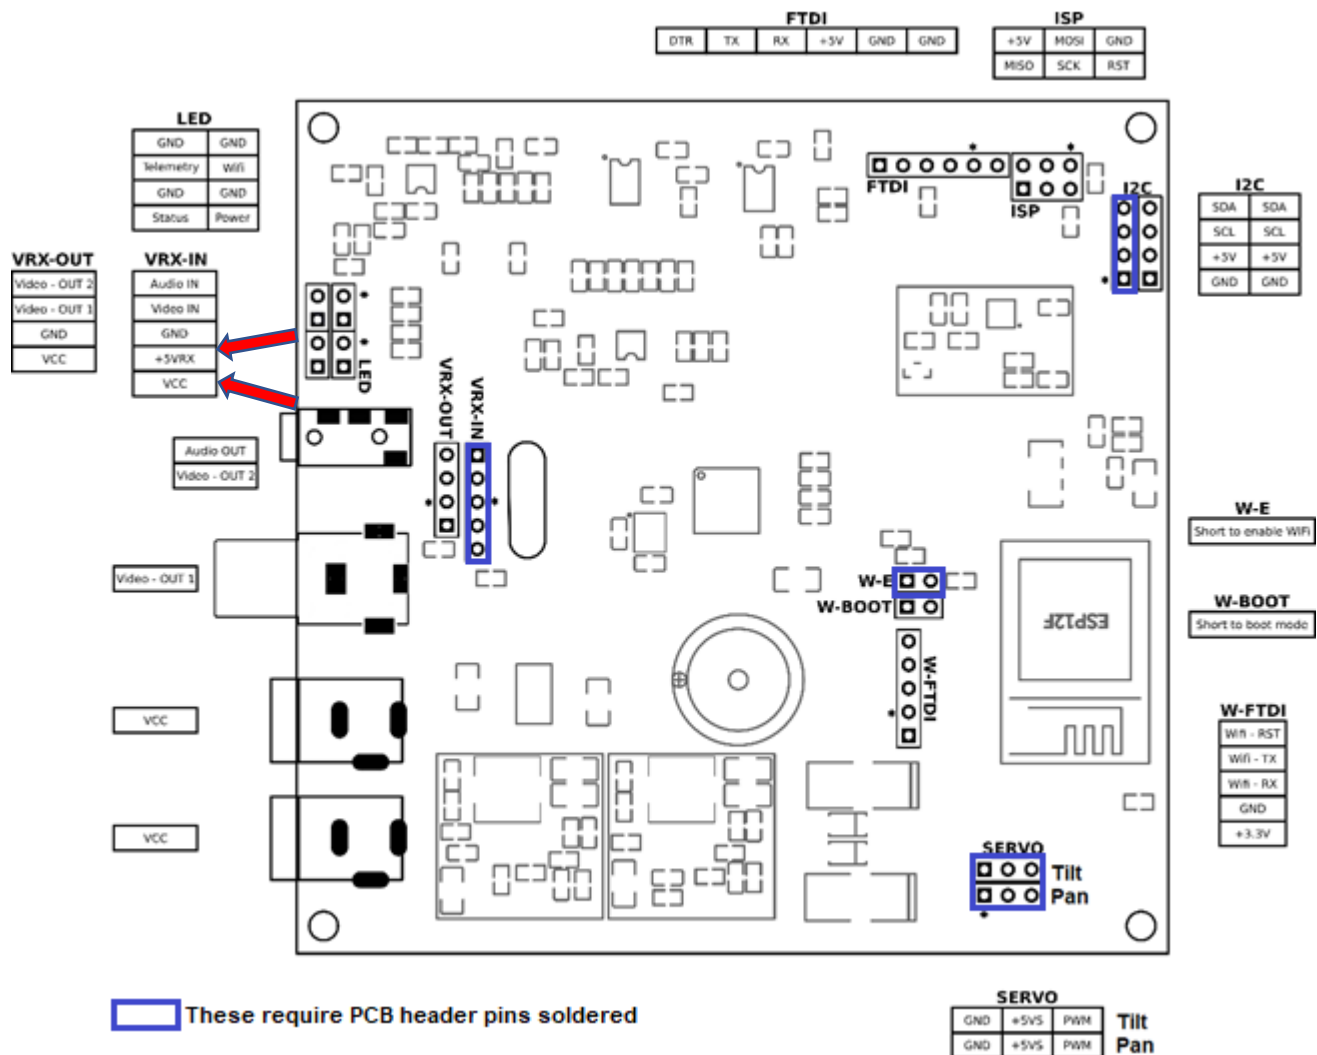 FTDI
DTR TX RX +5V GND GND
ISP
+5V MOSI GND
MISO SCK RST
LED
GND GND
Telemetry Wifi
GND GND
Status Power
VRX-OUT
Video - OUT 2
Video - OUT 1
GND
VCC
VRX-IN
Audio IN
Video IN
GND
+5VRX
VCC
Audio OUT
Video - OUT 2
Video - OUT 1
VCC
VCC
FTDI
ISP
I2C
LED
VRX-OUT
VRX-IN
W-E
W-BOOT
W-FTDI
ESP12F
SERVO
Tilt
Pan
I2C
SDA SDA
SCL SCL
+5V +5V
GND GND
W-E
Short to enable WiFi
W-BOOT
Short to boot mode
W-FTDI
Wifi - RST
Wifi - TX
Wifi - RX
GND
+3.3V
These require PCB header pins soldered
SERVO
GND +5VS PWM Tilt
GND +5VS PWM Pan